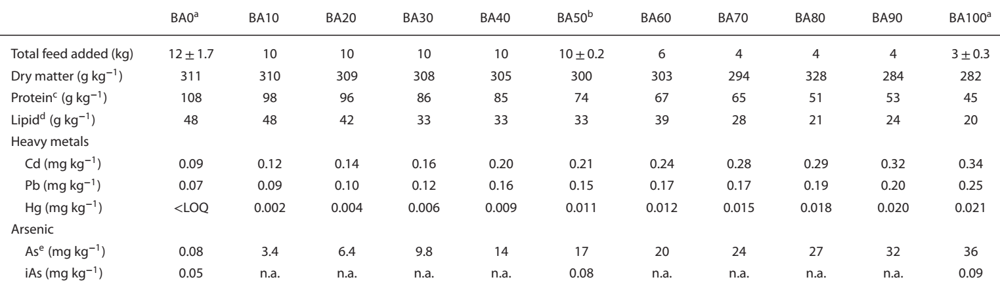 BA0ᵃ BA10 BA20 BA30 BA40 BA50ᵇ BA60 BA70 BA80 BA90 BA100ᵃ
Total feed added (kg) 12 ± 1.7 10 10 10 10 10 ± 0.2 6 4 4 4 3 ± 0.3
Dry matter (g kg⁻¹) 311 310 309 308 305 300 303 294 328 284 282
Proteinᶜ (g kg⁻¹) 108 98 96 86 85 74 67 65 51 53 45
Lipidᵈ (g kg⁻¹) 48 48 42 33 33 33 39 28 21 24 20
Heavy metals
Cd (mg kg⁻¹) 0.09 0.12 0.14 0.16 0.20 0.21 0.24 0.28 0.29 0.32 0.34
Pb (mg kg⁻¹) 0.07 0.09 0.10 0.12 0.16 0.15 0.17 0.17 0.19 0.20 0.25
Hg (mg kg⁻¹) <LOQ 0.002 0.004 0.006 0.009 0.011 0.012 0.015 0.018 0.020 0.021
Arsenic
Asᵉ (mg kg⁻¹) 0.08 3.4 6.4 9.8 14 17 20 24 27 32 36
iAs (mg kg⁻¹) 0.05 n.a. n.a. n.a. n.a. 0.08 n.a. n.a. n.a. n.a. 0.09